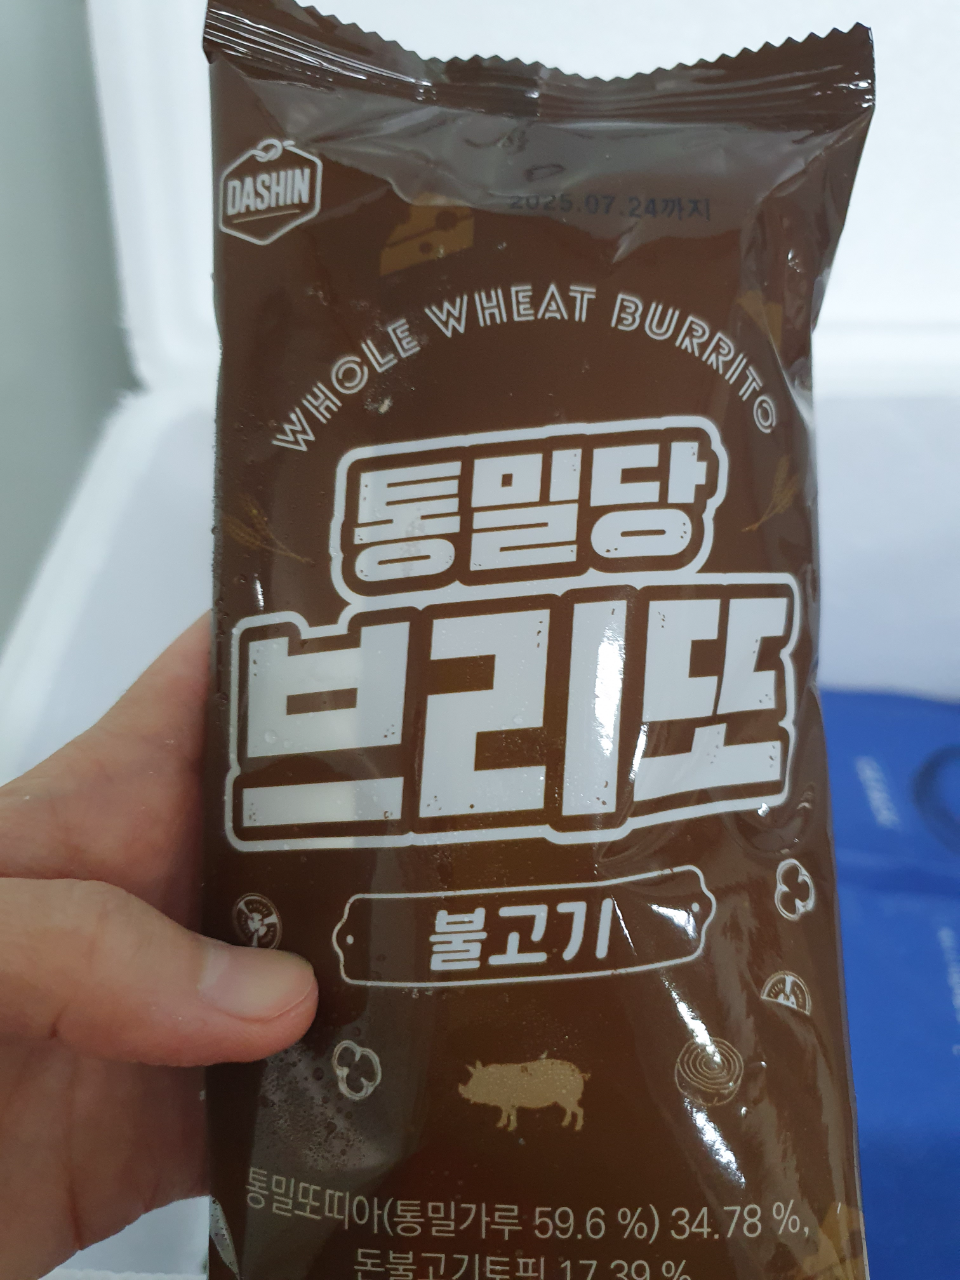 DASHIN
2025.07.24까지
WHOLE WHEAT BURRITO
통밀당
브리또
불고기
통밀또띠아(통밀가루 59.6 %) 34.78 %,
돈불고기토핑 17.39 %